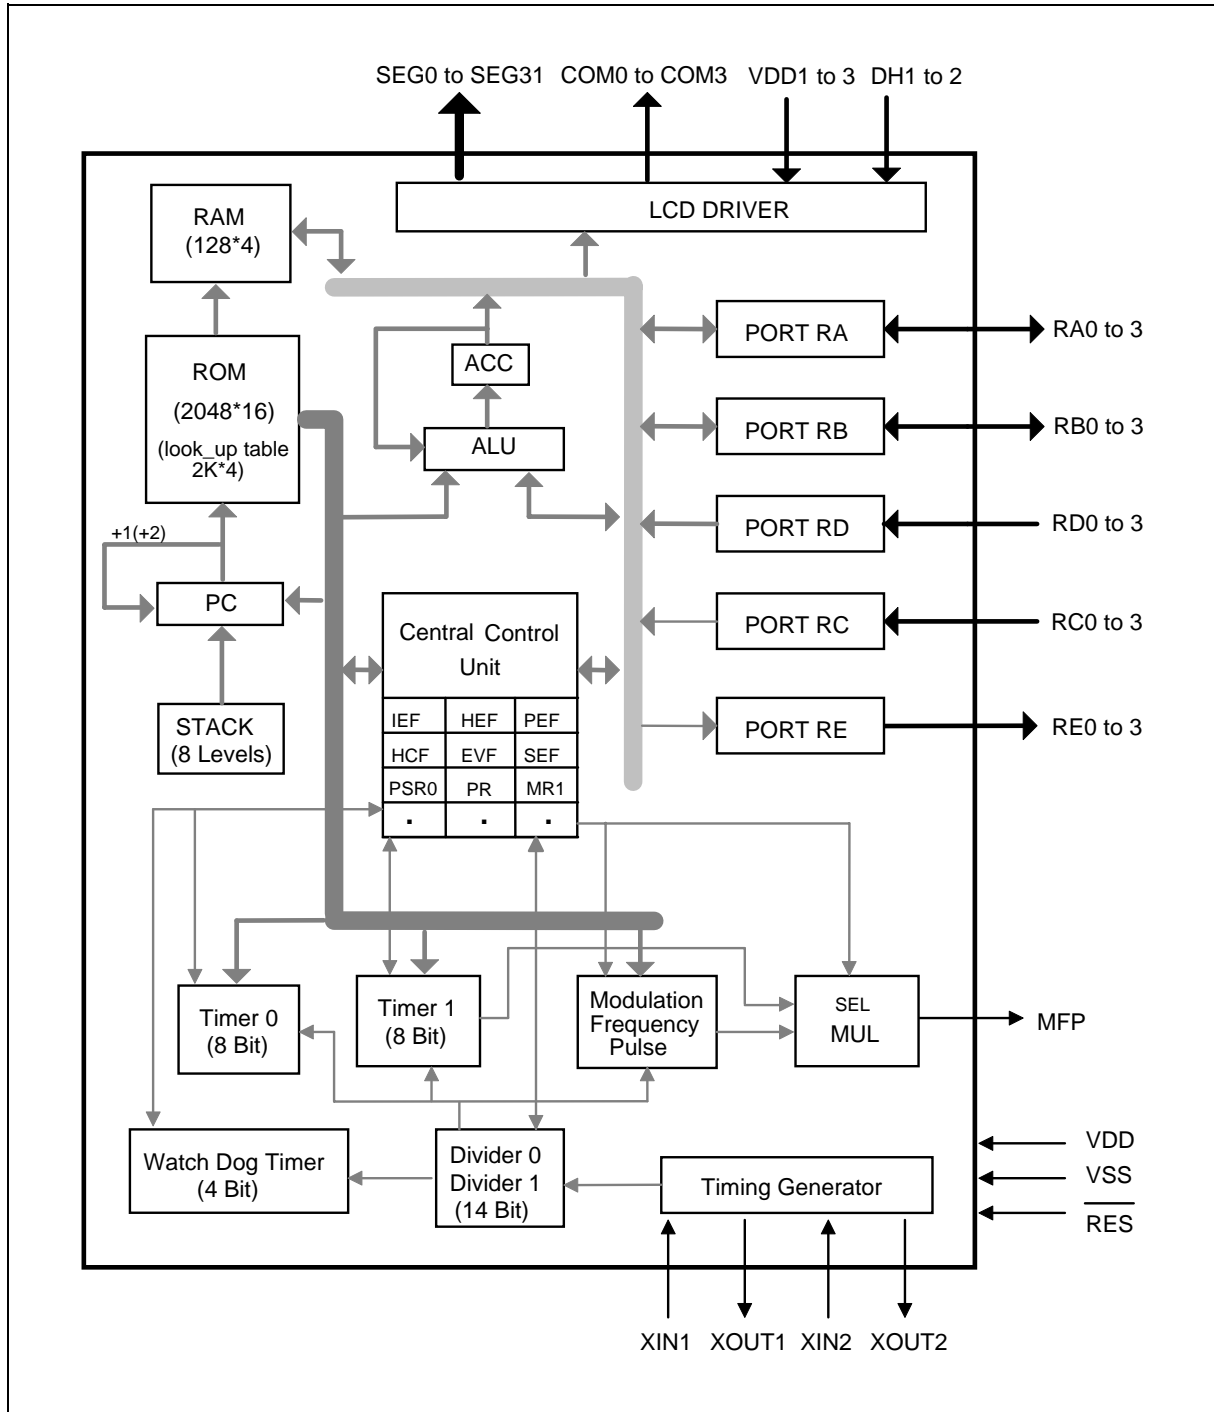 SEG0 to SEG31 COM0 to COM3 VDD1 to 3 DH1 to 2
LCD DRIVER
RAM
(128*4)
ROM
(2048*16)
(look_up table
2K*4)
ACC
ALU
PORT RA
RA0 to 3
PORT RB
RB0 to 3
PORT RD
RD0 to 3
+1(+2)
PC
PORT RC
RC0 to 3
Central Control
Unit
STACK
(8 Levels)
IEF HEF PEF
HCF EVF SEF
PSR0 PR MR1
. . .
PORT RE
RE0 to 3
Timer 0
(8 Bit)
Timer 1
(8 Bit)
Modulation
Frequency
Pulse
SEL
MUL
MFP
Watch Dog Timer
(4 Bit)
Divider 0
Divider 1
(14 Bit)
Timing Generator
VDD
VSS
RES
XIN1 XOUT1 XIN2 XOUT2